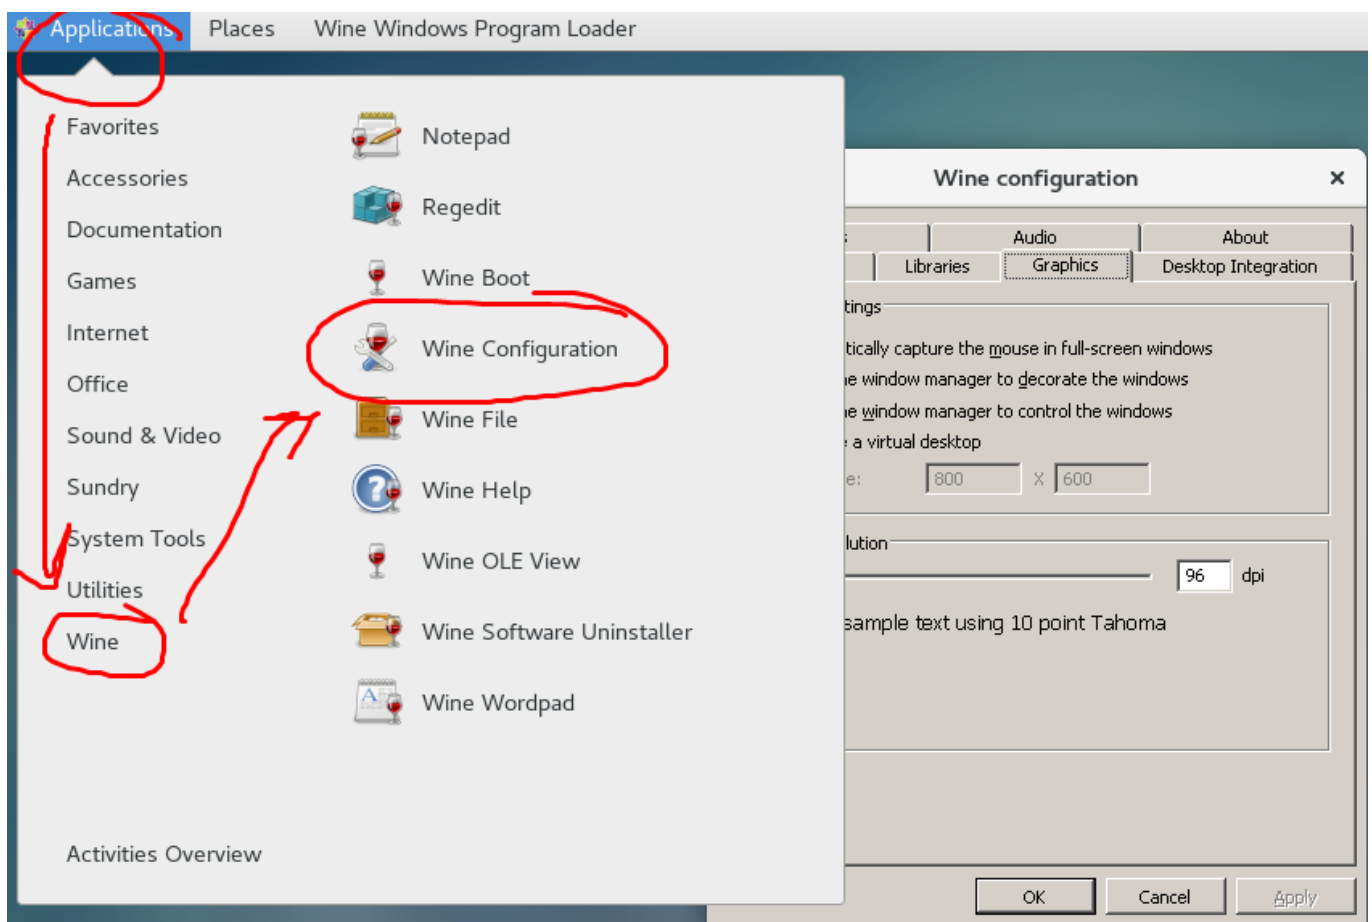 Applications Places Wine Windows Program Loader
Favorites
Accessories
Documentation
Games
Internet
Office
Sound & Video
Sundry
System Tools
Utilities
Wine
Activities Overview
Notepad
Regedit
Wine Boot
Wine Configuration
Wine File
Wine Help
Wine OLE View
Wine Software Uninstaller
Wine Wordpad
Wine configuration
Audio About
Libraries Graphics Desktop Integration
capture the mouse in full-screen windows
window manager to decorate the windows
window manager to control the windows
a virtual desktop
800 X 600
96 dpi
sample text using 10 point Tahoma
OK Cancel Apply